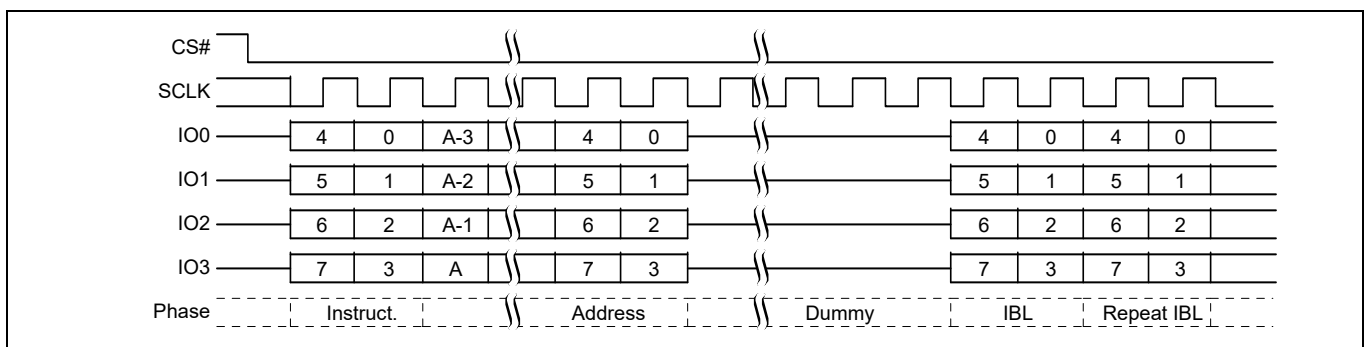 CS#
SCLK
IO0 4 0 A-3 4 0 4 0 4 0
IO1 5 1 A-2 5 1 5 1 5 1
IO2 6 2 A-1 6 2 6 2 6 2
IO3 7 3 A 7 3 7 3 7 3
Phase Instruct. Address Dummy IBL Repeat IBL